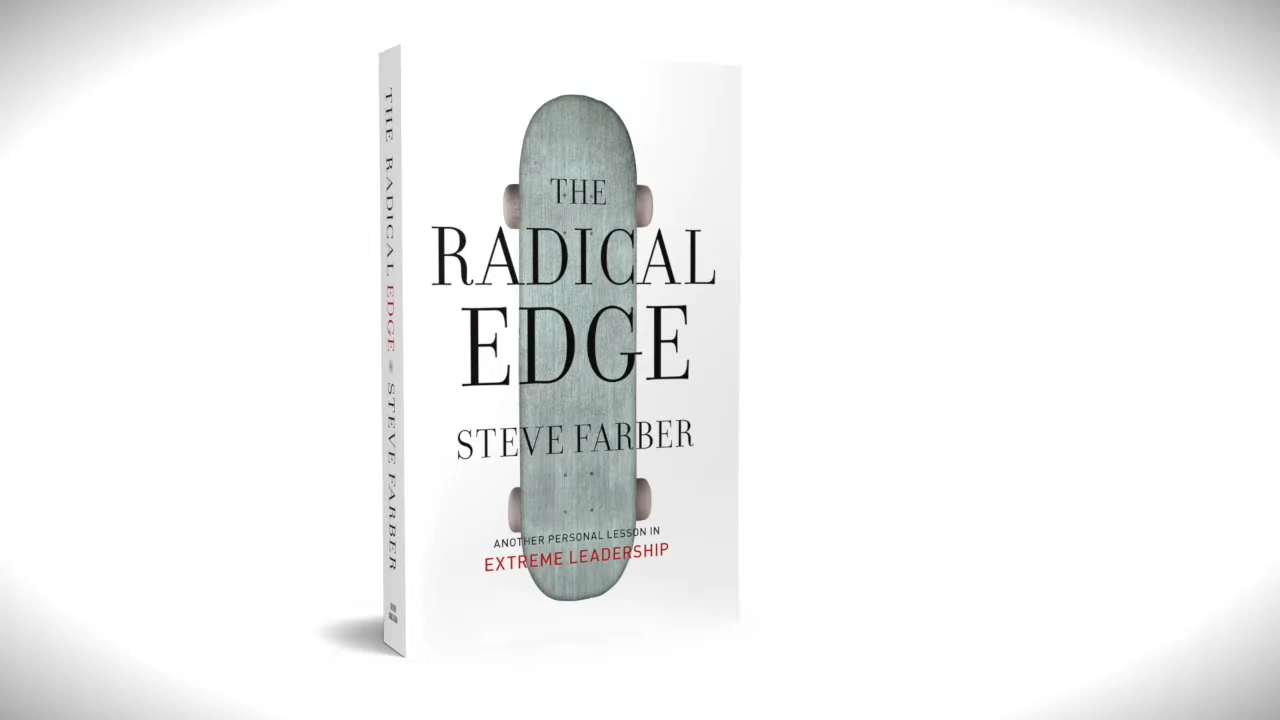 THE RADICAL EDGE STEVE FARBER
THE
RADICAL
EDGE
STEVE FARBER
ANOTHER PERSONAL LESSON IN
EXTREME LEADERSHIP